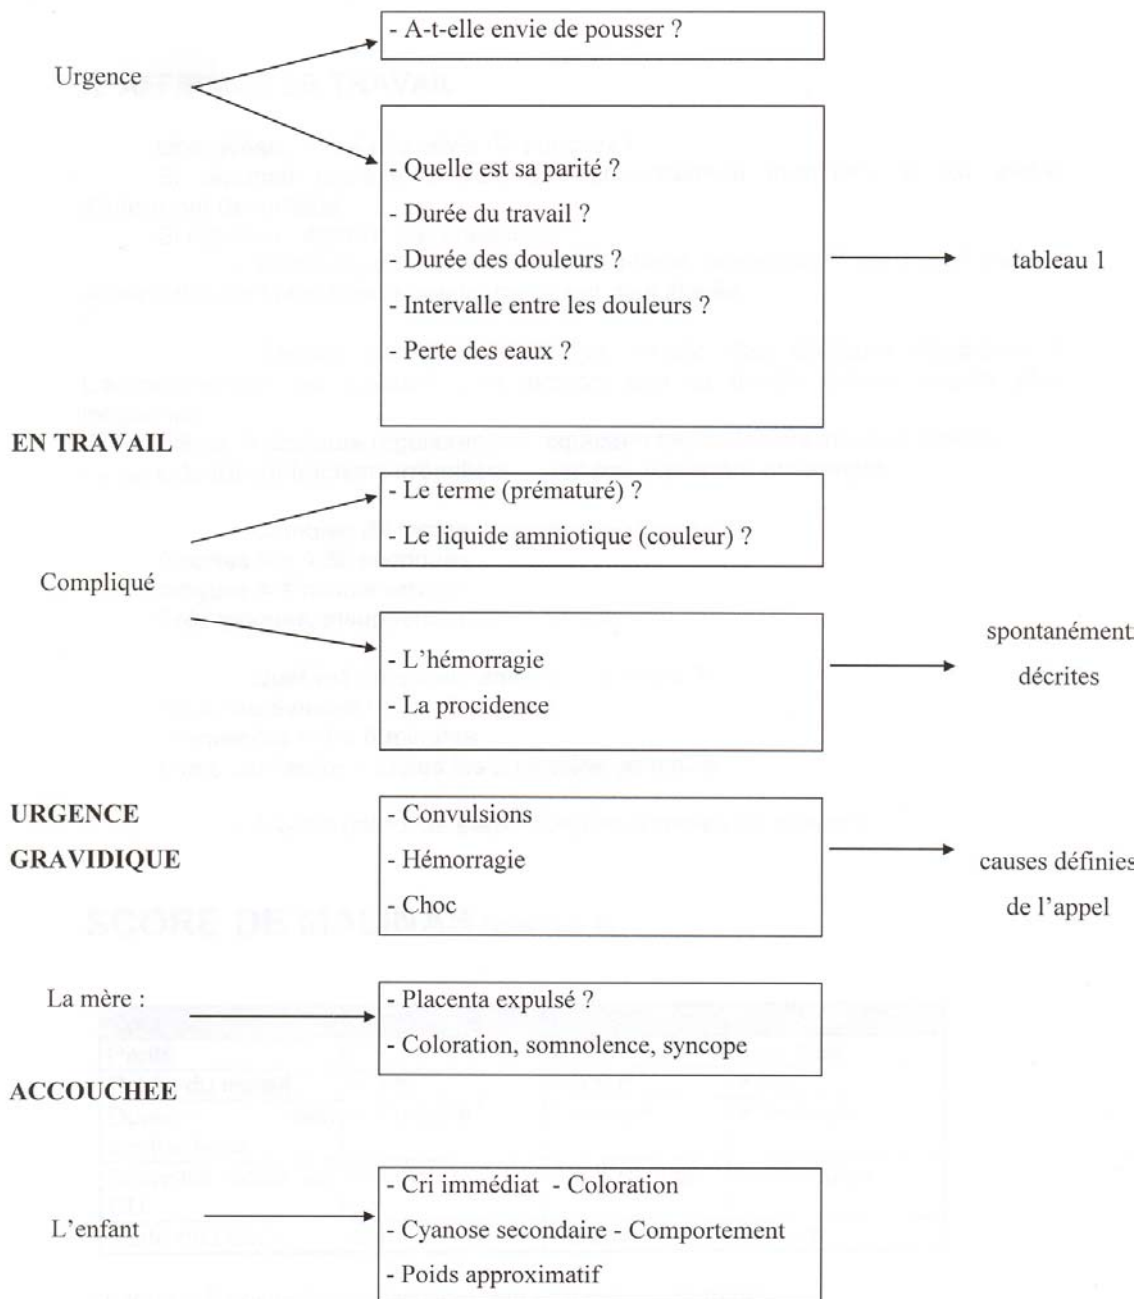 - A-t-elle envie de pousser ?
Urgence
- Quelle est sa parité ?
- Durée du travail ?
- Durée des douleurs ?
tableau 1
- Intervalle entre les douleurs ?
- Perte des eaux ?
EN TRAVAIL
- Le terme (prématuré) ?
- Le liquide amniotique (couleur) ?
Compliqué
- L'hémorragie
- La procidence
spontanément
décrites
URGENCE
GRAVIDIQUE
- Convulsions
- Hémorragie
- Choc
causes définies
de l'appel
SCORE DE
La mère :
- Placenta expulsé ?
- Coloration, somnolence, syncope
ACCOUCHEE
L'enfant
- Cri immédiat - Coloration
- Cyanose secondaire - Comportement
- Poids approximatif